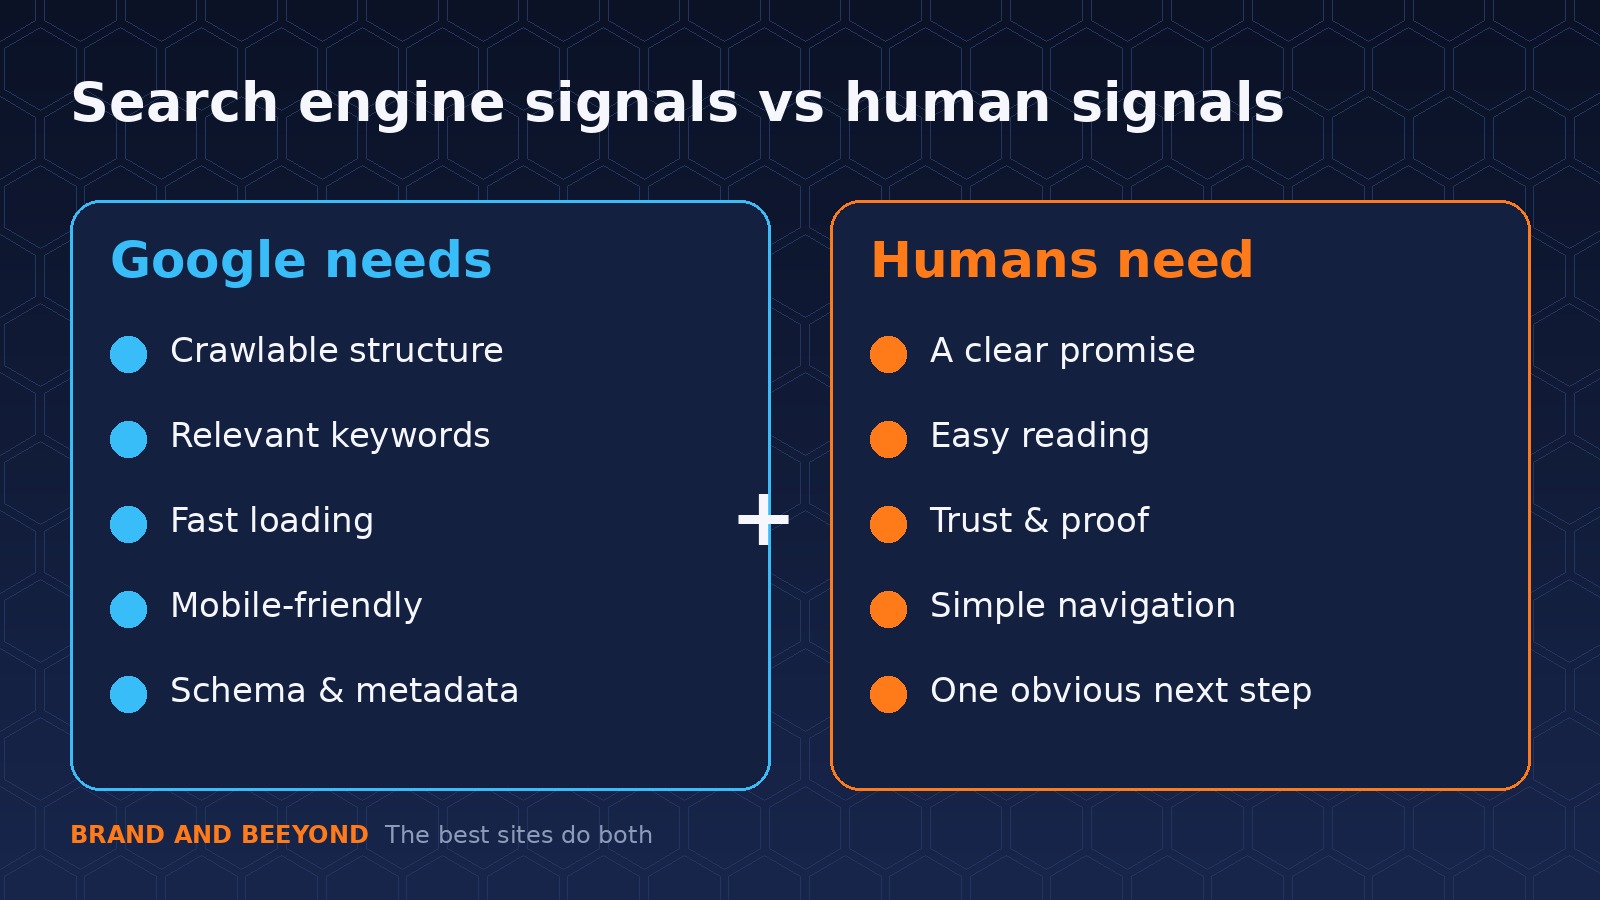 Search engine signals vs human signals
Google needs
Crawlable structure
Relevant keywords
Fast loading
Mobile-friendly
Schema & metadata
+
Humans need
A clear promise
Easy reading
Trust & proof
Simple navigation
One obvious next step
BRAND AND BEEYOND The best sites do both